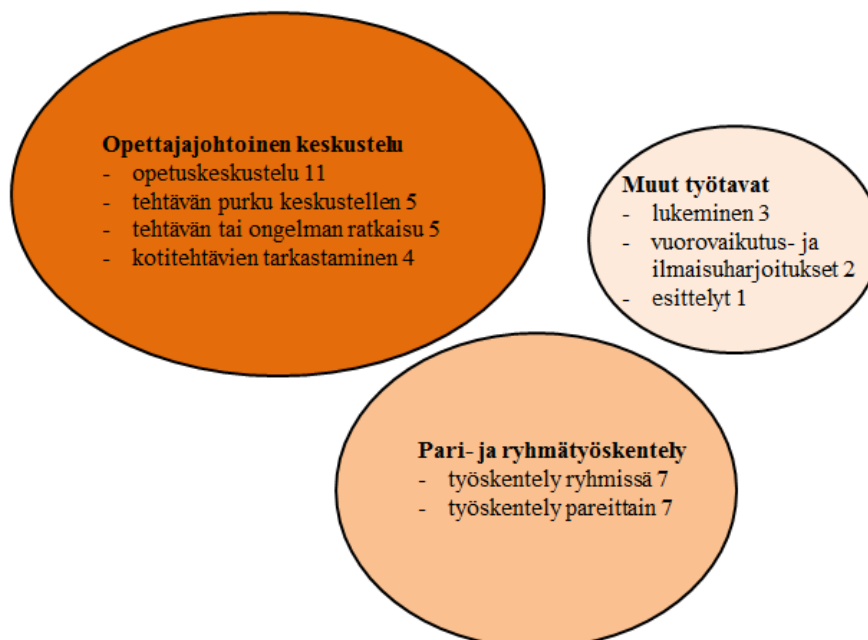 Opettajajohtoinen keskustelu
- opetuskeskustelu 11
- tehtävän purku keskustellen 5
- tehtävän tai ongelman ratkaisu 5
- kotitehtävien tarkastaminen 4
Muut työtavat
- lukeminen 3
- vuorovaikutus- ja
ilmaisuharjoitukset 2
- esittelyt 1
Pari- ja ryhmätyöskentely
- työskentely ryhmissä 7
- työskentely pareittain 7